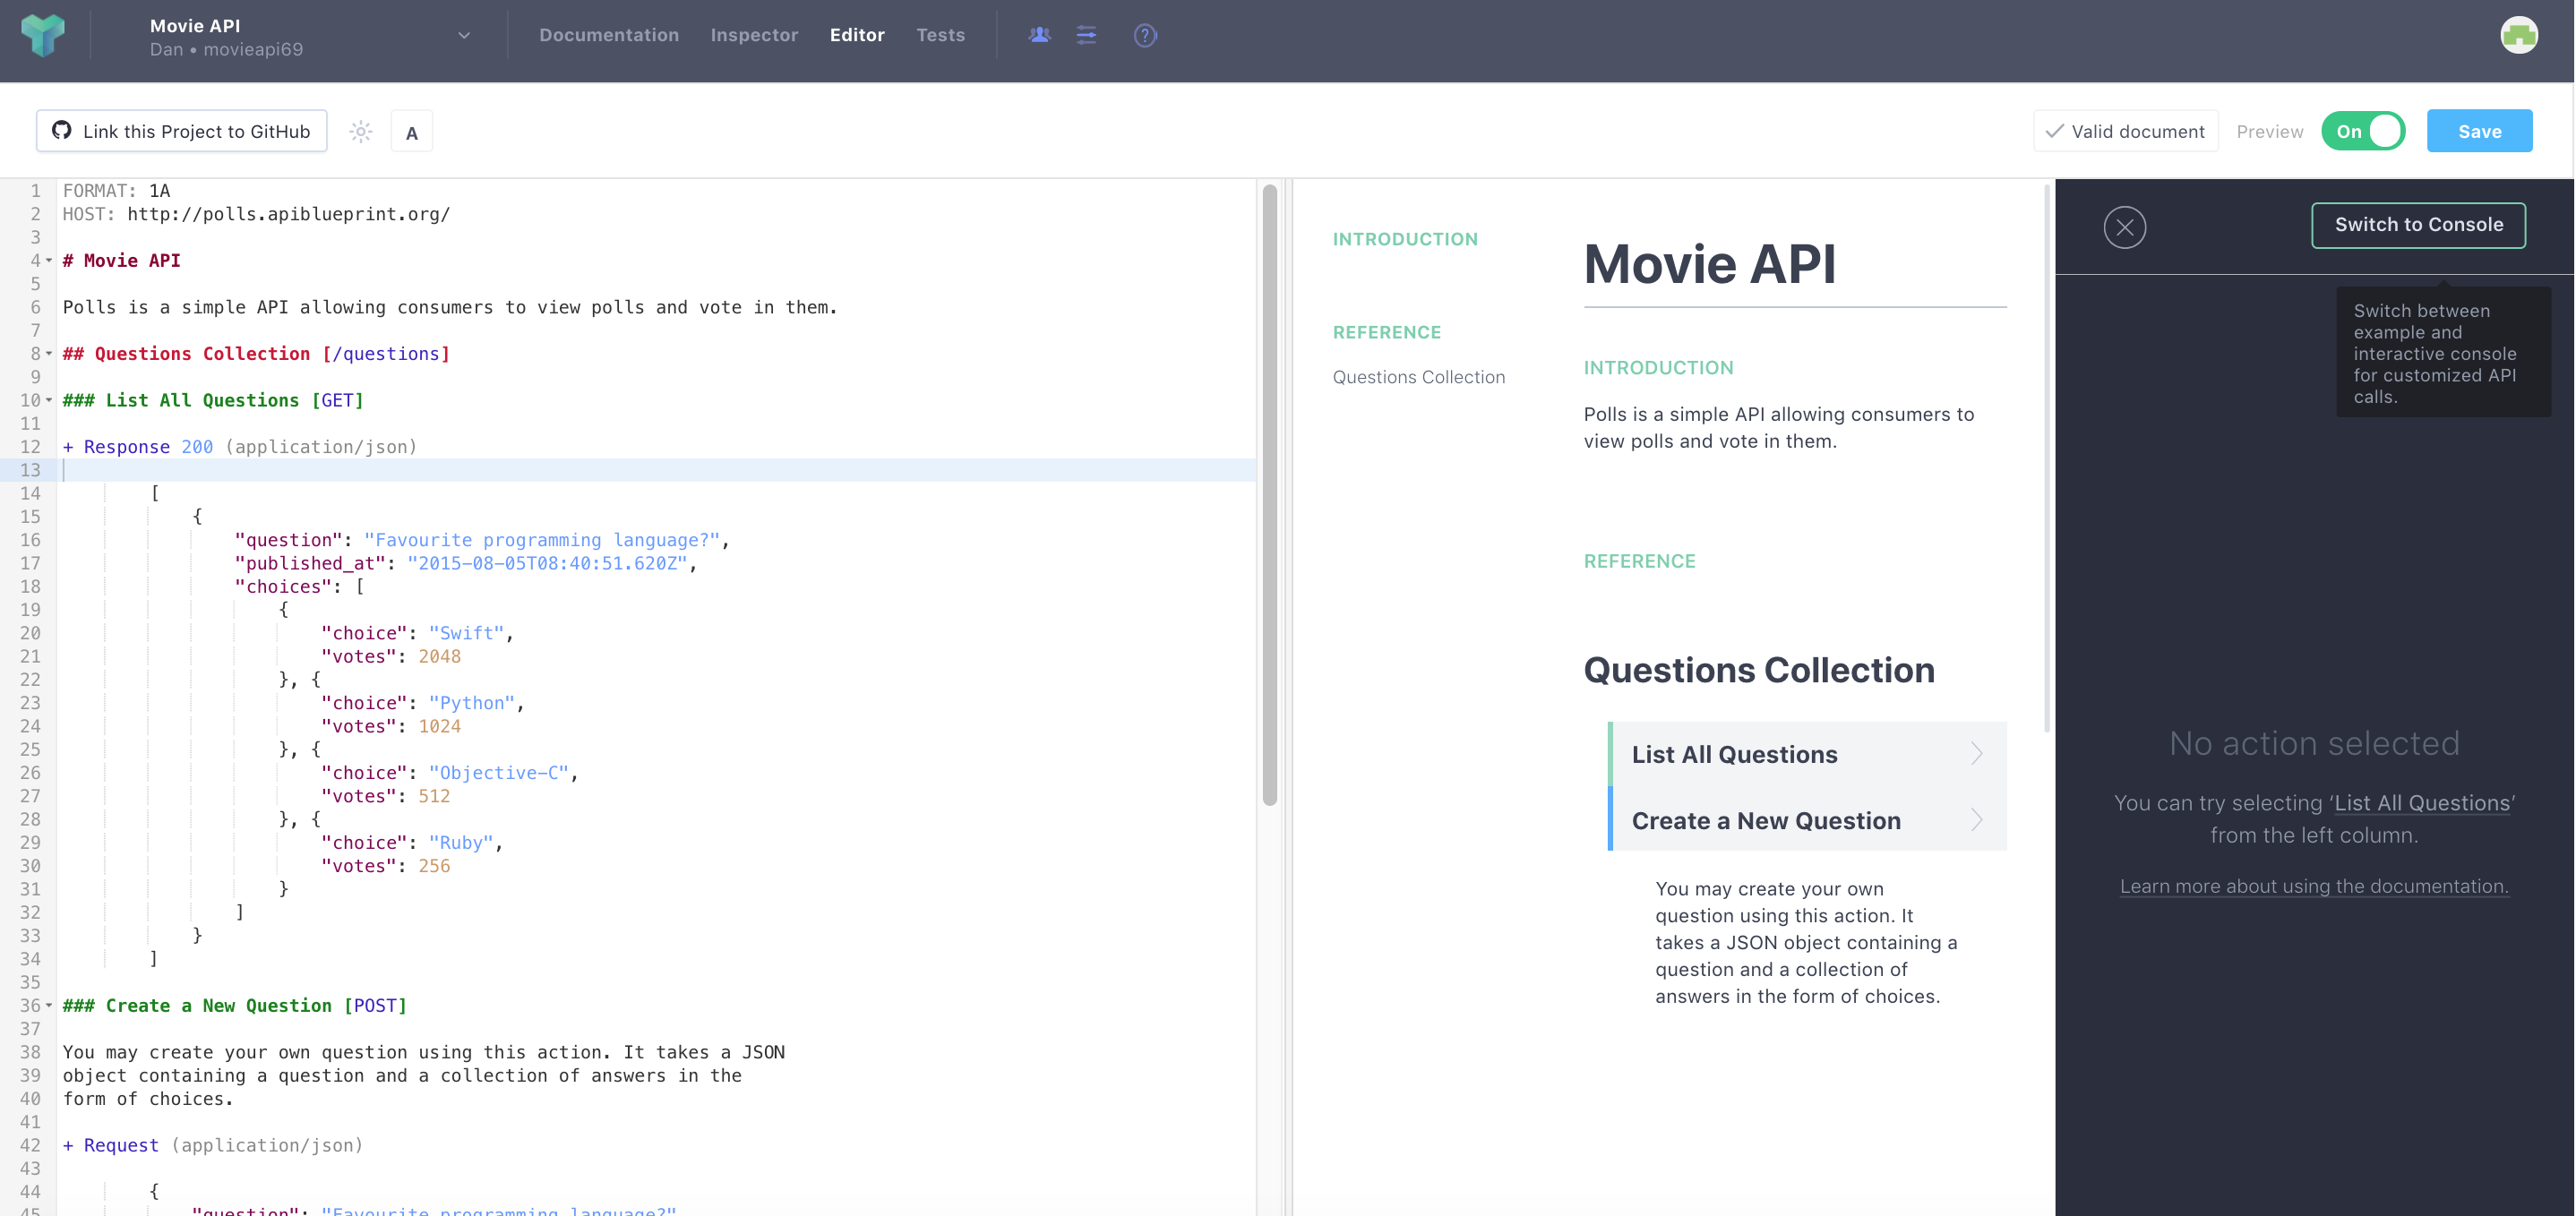 Movie API
Dan • movieapi69
Documentation Inspector Editor Tests
?
Link this Project to GitHub
A
Valid document
Preview
On
Save
1 FORMAT: 1A
2 HOST: http://polls.apiblueprint.org/
3
4 # Movie API
5
6 Polls is a simple API allowing consumers to view polls and vote in them.
7
8 ## Questions Collection [/questions]
9
10 ### List All Questions [GET]
11
12 + Response 200 (application/json)
13
14 [
15 {
16 "question": "Favourite programming language?",
17 "published_at": "2015-08-05T08:40:51.620Z",
18 "choices": [
19 {
20 "choice": "Swift",
21 "votes": 2048
22 }, {
23 "choice": "Python",
24 "votes": 1024
25 }, {
26 "choice": "Objective-C",
27 "votes": 512
28 }, {
29 "choice": "Ruby",
30 "votes": 256
31 }
32 ]
33 }
34 ]
35
36 ### Create a New Question [POST]
37
38 You may create your own question using this action. It takes a JSON
39 object containing a question and a collection of answers in the
40 form of choices.
41
42 + Request (application/json)
43
44 {
45 "question": "Favourite programming language?"
INTRODUCTION
REFERENCE
Questions Collection
Movie API
INTRODUCTION
Polls is a simple API allowing consumers to
view polls and vote in them.
REFERENCE
Questions Collection
List All Questions
Create a New Question
You may create your own
question using this action. It
takes a JSON object containing a
question and a collection of
answers in the form of choices.
Switch to Console
Switch between
example and
interactive console
for customized API
calls.
No action selected
You can try selecting ‘List All Questions’
from the left column.
Learn more about using the documentation.